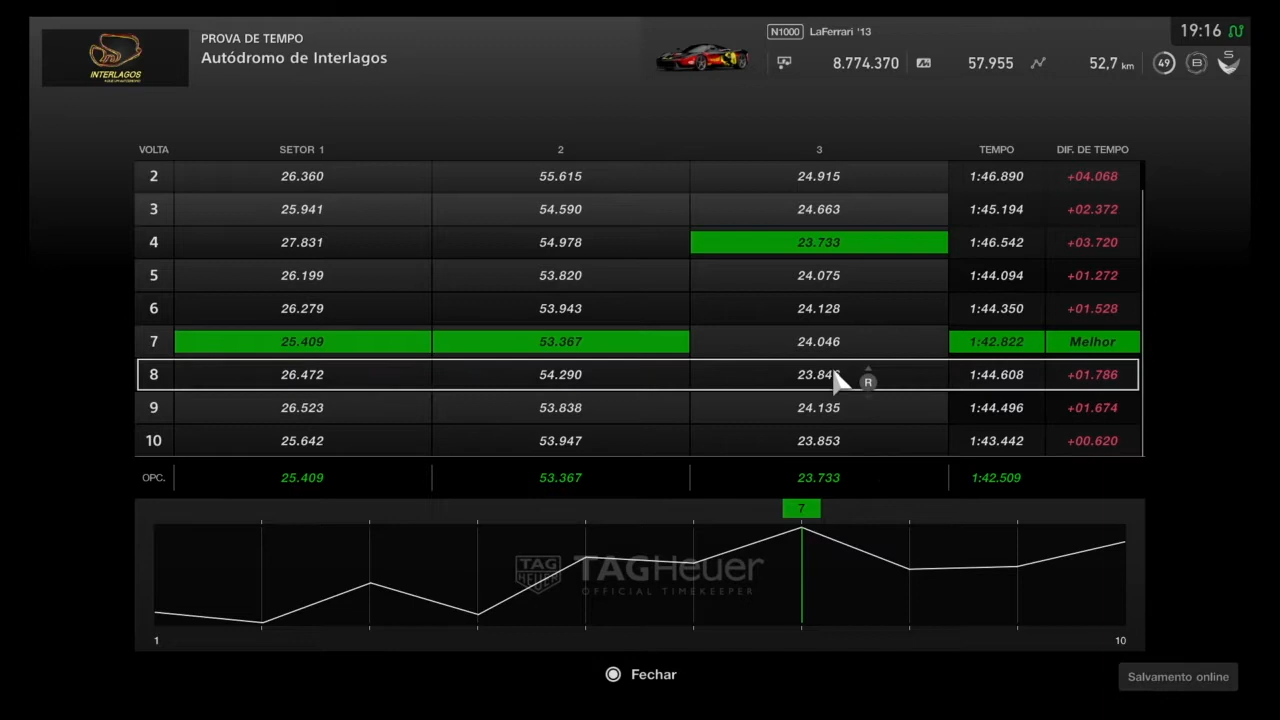 INTERLAGOS
PROVA DE TEMPO
Autódromo de Interlagos
N1000 LaFerrari '13
8.774.370 57.955 52,7 km 49 B S
19:16
VOLTA SETOR 1 2 3 TEMPO DIF. DE TEMPO
2 26.360 55.615 24.915 1:46.890 +04.068
3 25.941 54.590 24.663 1:45.194 +02.372
4 27.831 54.978 23.733 1:46.542 +03.720
5 26.199 53.820 24.075 1:44.094 +01.272
6 26.279 53.943 24.128 1:44.350 +01.528
7 25.409 53.367 24.046 1:42.822 Melhor
8 26.472 54.290 23.84 R 1:44.608 +01.786
9 26.523 53.838 24.135 1:44.496 +01.674
10 25.642 53.947 23.853 1:43.442 +00.620
OPC. 25.409 53.367 23.733 1:42.509
7
TAG HEUER TAGHeuer
OFFICIAL TIMEKEEPER
1 10
Fechar
Salvamento online